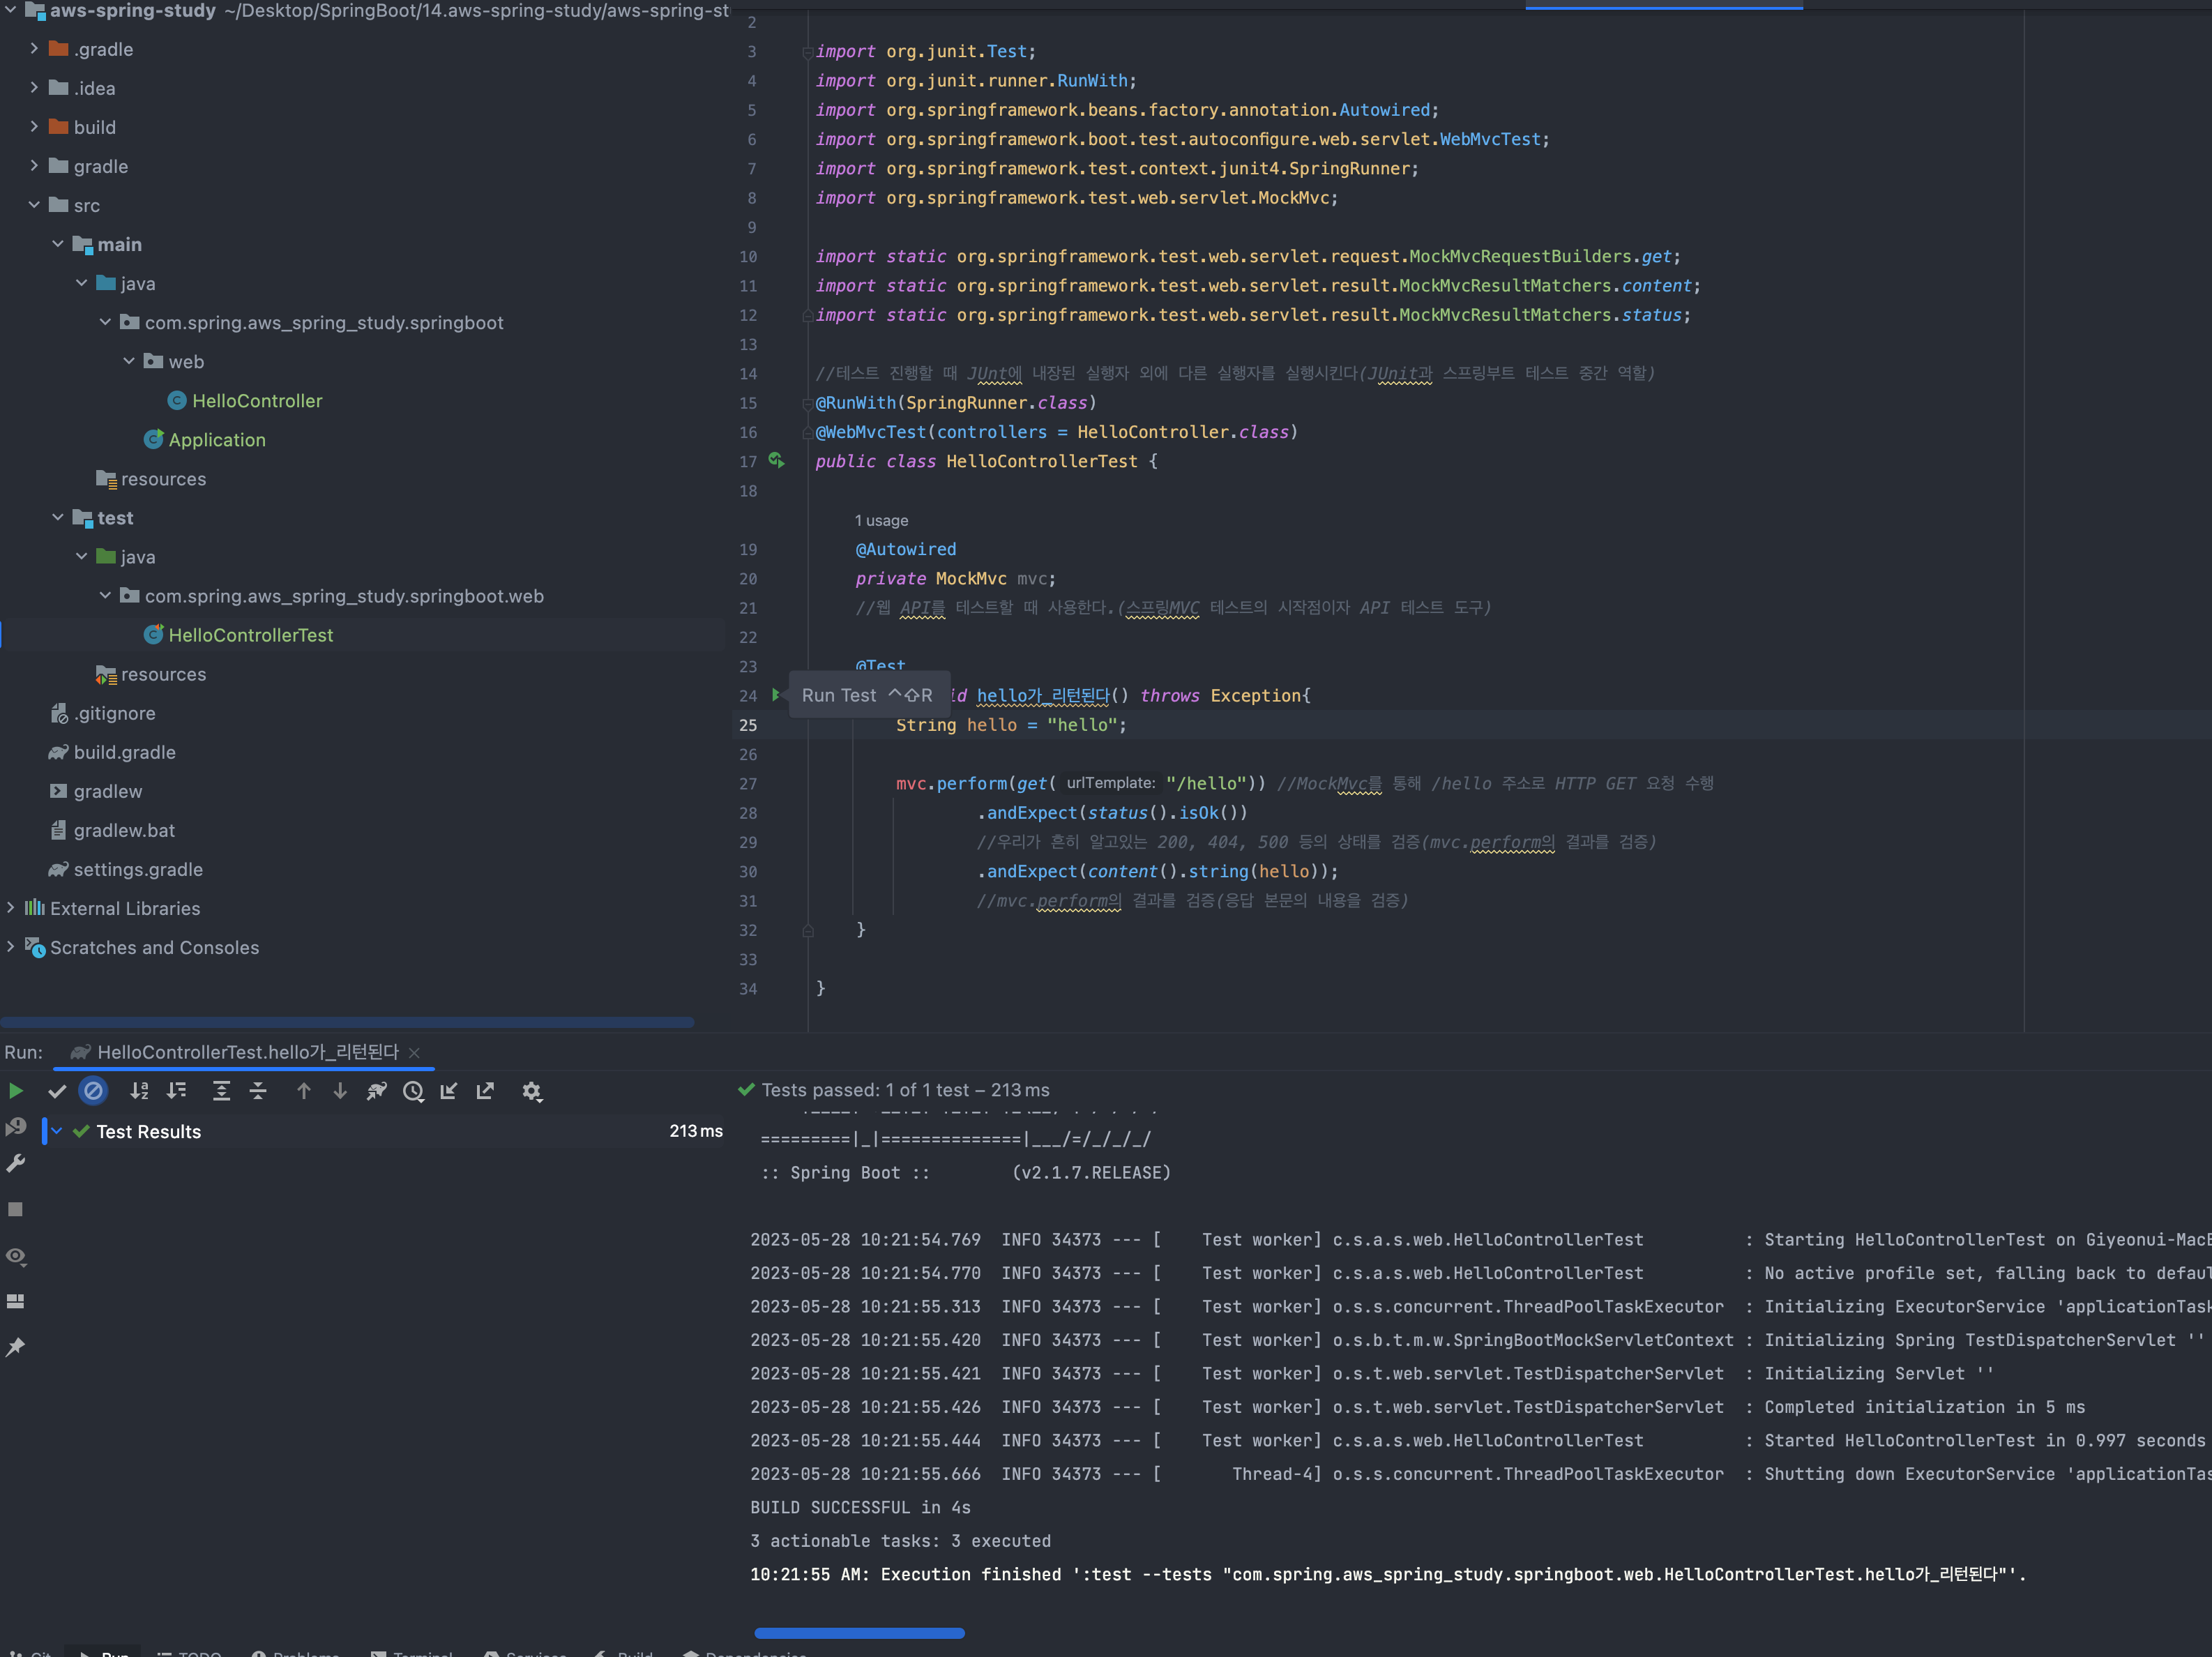 aws-spring-study ~/Desktop/SpringBoot/14.aws-spring-study/aws-spring-st
.gradle
.idea
build
gradle
src
main
java
com.spring.aws_spring_study.springboot
web
HelloController
Application
resources
test
java
com.spring.aws_spring_study.springboot.web
HelloControllerTest
resources
.gitignore
build.gradle
gradlew
gradlew.bat
settings.gradle
External Libraries
Scratches and Consoles
2
3 import org.junit.Test;
4 import org.junit.runner.RunWith;
5 import org.springframework.beans.factory.annotation.Autowired;
6 import org.springframework.boot.test.autoconfigure.web.servlet.WebMvcTest;
7 import org.springframework.test.context.junit4.SpringRunner;
8 import org.springframework.test.web.servlet.MockMvc;
9
10 import static org.springframework.test.web.servlet.request.MockMvcRequestBuilders.get;
11 import static org.springframework.test.web.servlet.result.MockMvcResultMatchers.content;
12 import static org.springframework.test.web.servlet.result.MockMvcResultMatchers.status;
13
14 //테스트 진행할 때 JUnt에 내장된 실행자 외에 다른 실행자를 실행시킨다(JUnit과 스프링부트 테스트 중간 역할)
15 @RunWith(SpringRunner.class)
16 @WebMvcTest(controllers = HelloController.class)
17 public class HelloControllerTest {
18
1 usage
19 @Autowired
20 private MockMvc mvc;
21 //웹 API를 테스트할 때 사용한다.(스프링MVC 테스트의 시작점이자 API 테스트 도구)
22
23 @Test
24 Run Test ⌃⇧R id hello가_리턴된다() throws Exception{
25 String hello = "hello";
26
27 mvc.perform(get( urlTemplate: "/hello")) //MockMvc를 통해 /hello 주소로 HTTP GET 요청 수행
28 .andExpect(status().isOk())
29 //우리가 흔히 알고있는 200, 404, 500 등의 상태를 검증(mvc.perform의 결과를 검증)
30 .andExpect(content().string(hello));
31 //mvc.perform의 결과를 검증(응답 본문의 내용을 검증)
32 }
33
34 }
Run: HelloControllerTest.hello가_리턴된다
Test Results 213 ms
Tests passed: 1 of 1 test – 213 ms
=========|_|==============|___/=/_/_/_/
:: Spring Boot :: (v2.1.7.RELEASE)
2023-05-28 10:21:54.769 INFO 34373 --- [ Test worker] c.s.a.s.web.HelloControllerTest : Starting HelloControllerTest on Giyeonui-MacB
2023-05-28 10:21:54.770 INFO 34373 --- [ Test worker] c.s.a.s.web.HelloControllerTest : No active profile set, falling back to defaul
2023-05-28 10:21:55.313 INFO 34373 --- [ Test worker] o.s.s.concurrent.ThreadPoolTaskExecutor : Initializing ExecutorService 'applicationTask
2023-05-28 10:21:55.420 INFO 34373 --- [ Test worker] o.s.b.t.m.w.SpringBootMockServletContext : Initializing Spring TestDispatcherServlet ''
2023-05-28 10:21:55.421 INFO 34373 --- [ Test worker] o.s.t.web.servlet.TestDispatcherServlet : Initializing Servlet ''
2023-05-28 10:21:55.426 INFO 34373 --- [ Test worker] o.s.t.web.servlet.TestDispatcherServlet : Completed initialization in 5 ms
2023-05-28 10:21:55.444 INFO 34373 --- [ Test worker] c.s.a.s.web.HelloControllerTest : Started HelloControllerTest in 0.997 seconds
2023-05-28 10:21:55.666 INFO 34373 --- [ Thread-4] o.s.s.concurrent.ThreadPoolTaskExecutor : Shutting down ExecutorService 'applicationTas
BUILD SUCCESSFUL in 4s
3 actionable tasks: 3 executed
10:21:55 AM: Execution finished ':test --tests "com.spring.aws_spring_study.springboot.web.HelloControllerTest.hello가_리턴된다"'.
Git Run TODO Problems Terminal Services Build Dependencies